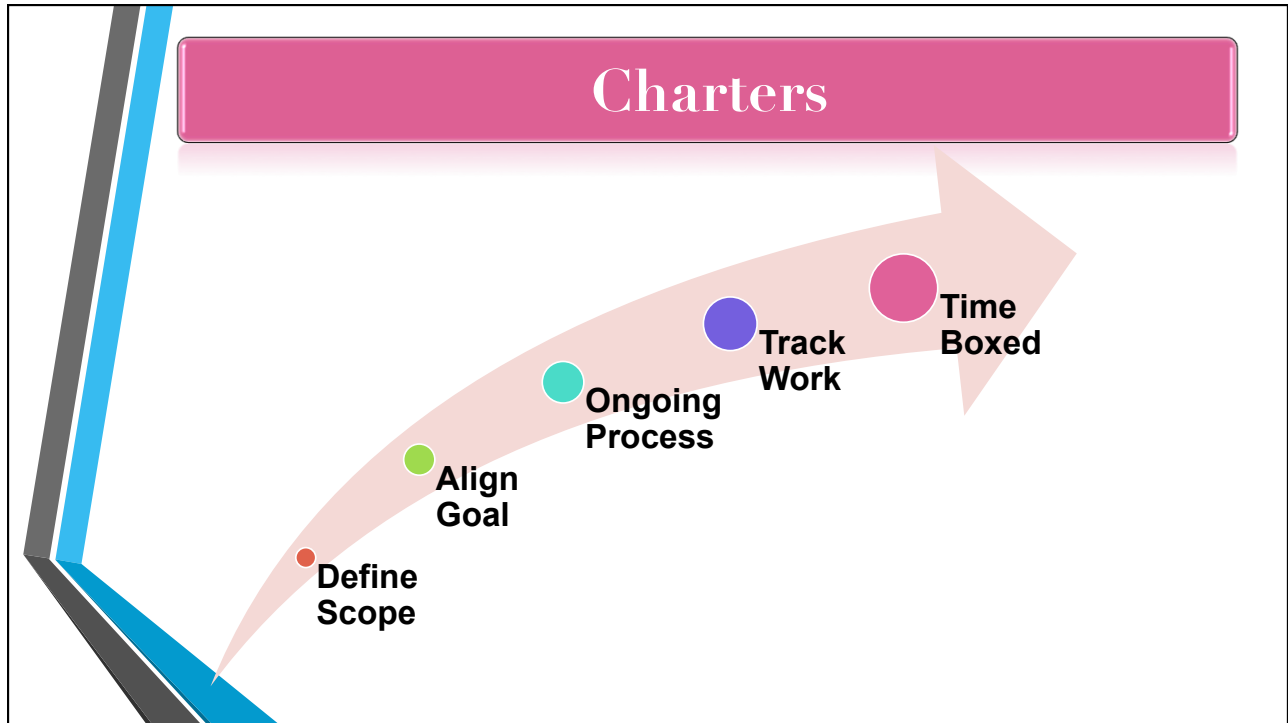 Charters
Time
Boxed
Track
Work
Ongoing
Process
Align
Goal
Define
Scope